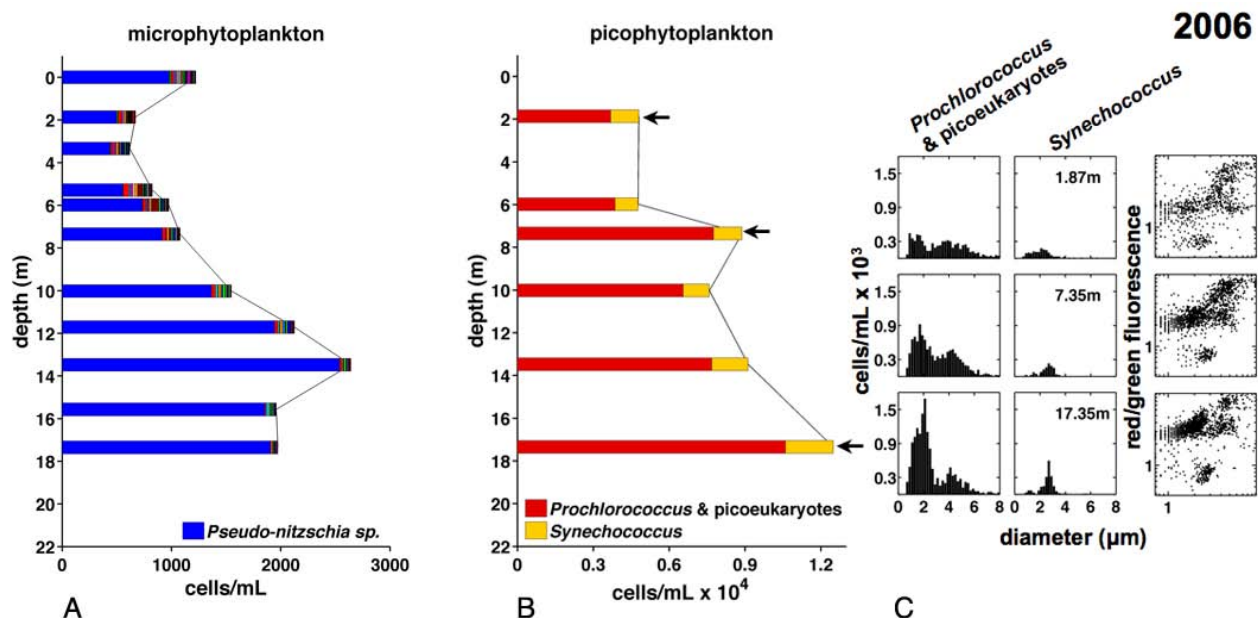 2006
microphytoplankton
0
2
4
6
8
10
12
14
16
18
20
22
depth (m)
Pseudo-nitzschia sp.
0 1000 2000 3000
cells/mL
A
picophytoplankton
0
2
4
6
8
10
12
14
16
18
20
22
depth (m)
Prochlorococcus & picoeukaryotes
Synechococcus
0 0.3 0.6 0.9 1.2
cells/mL x 10⁴
B
Prochlorococcus
& picoeukaryotes
Synechococcus
1.5
0.9
0.3
1.87m
1
1.5
0.9
0.3
7.35m
1
1.5
0.9
0.3
17.35m
1
cells/mL x 10³
red/green fluorescence
0 2 4 6 8 0 2 4 6 8
1
diameter (µm)
C